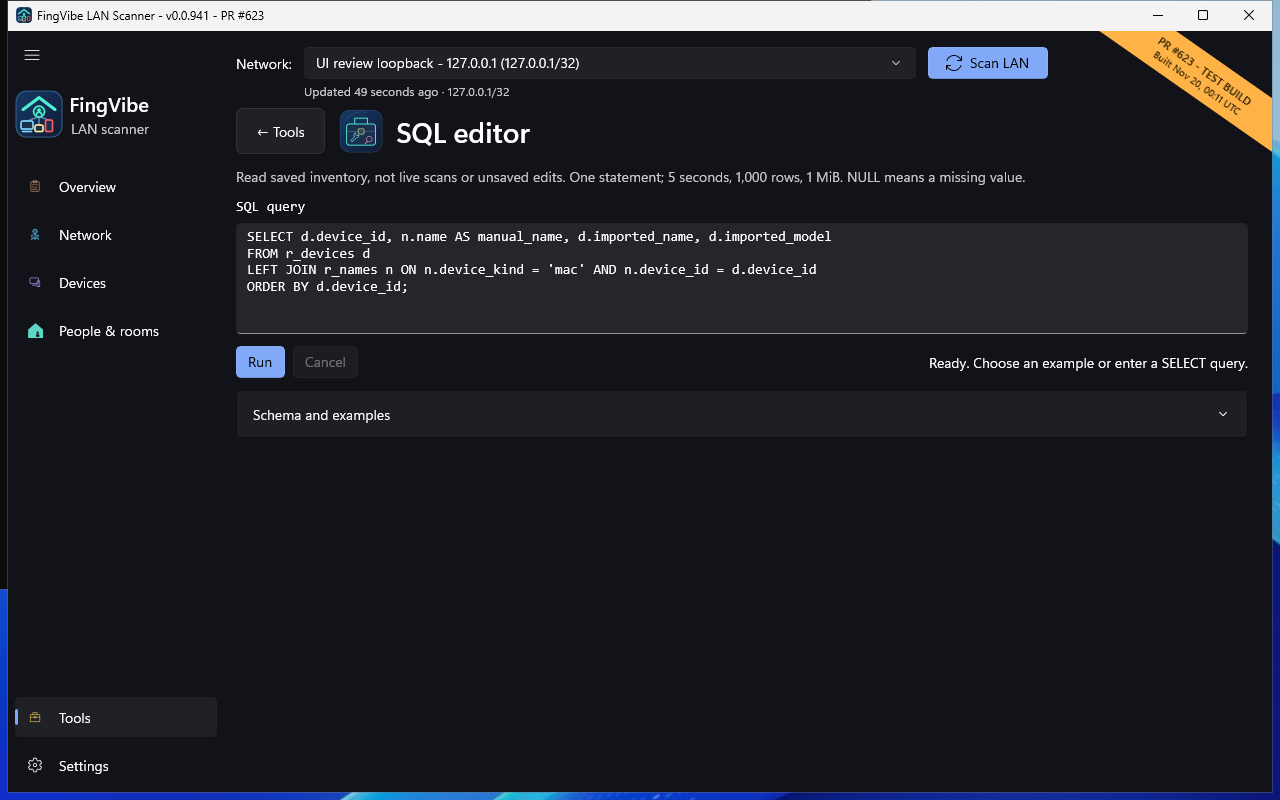 FingVibe LAN Scanner - v0.0.941 - PR #623
Network:
UI review loopback - 127.0.0.1 (127.0.0.1/32)
Scan LAN
Updated 49 seconds ago · 127.0.0.1/32
PR #623 - TEST BUILD
Built Nov 20, 00:11 UTC
FingVibe
LAN scanner
Overview
Network
Devices
People & rooms
Tools
Settings
← Tools
SQL editor
Read saved inventory, not live scans or unsaved edits. One statement; 5 seconds, 1,000 rows, 1 MiB. NULL means a missing value.
SQL query
SELECT d.device_id, n.name AS manual_name, d.imported_name, d.imported_model
FROM r_devices d
LEFT JOIN r_names n ON n.device_kind = 'mac' AND n.device_id = d.device_id
ORDER BY d.device_id;
Run
Cancel
Ready. Choose an example or enter a SELECT query.
Schema and examples